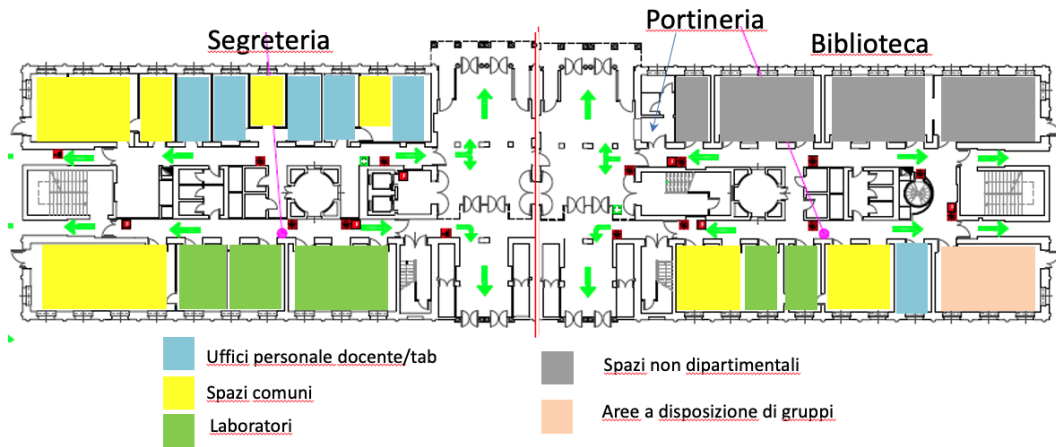 Portineria
Segreteria
Biblioteca
Uffici personale docente/tab
Spazi comuni
Laboratori
Spazi non dipartimentali
Aree a disposizione di gruppi